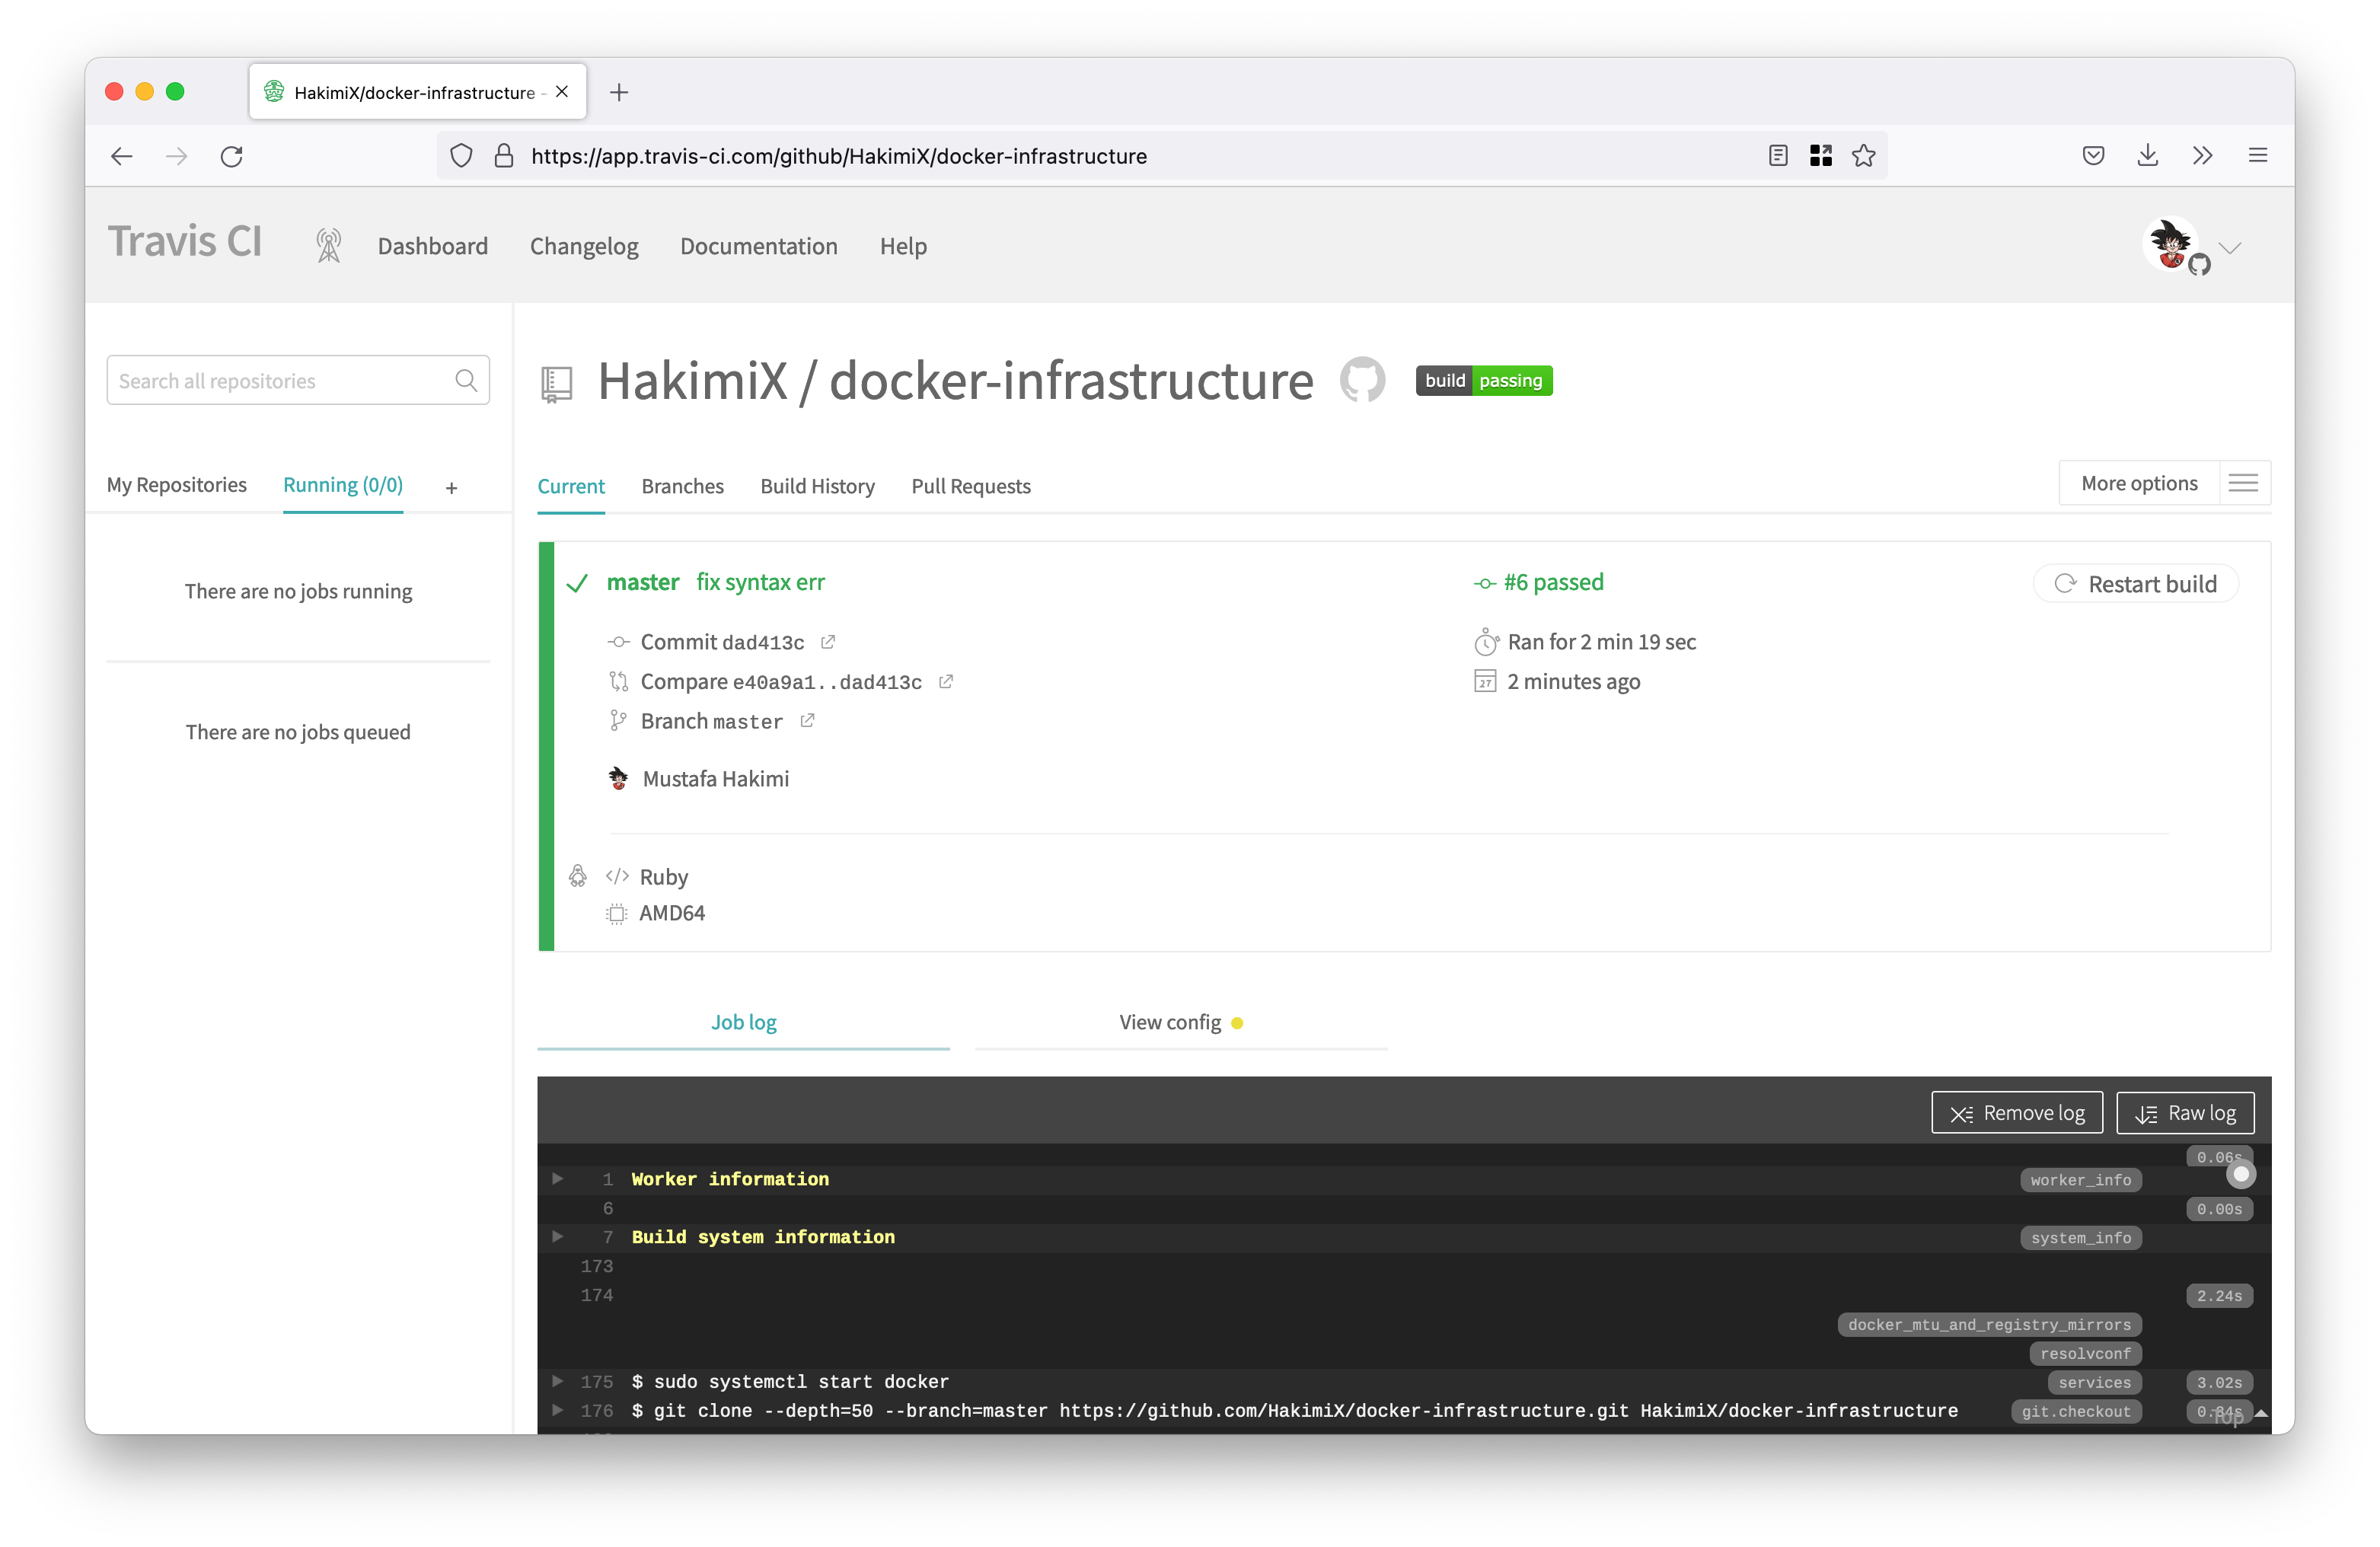 HakimiX/docker-infrastructure -
https://app.travis-ci.com/github/HakimiX/docker-infrastructure
Travis CI
Dashboard
Changelog
Documentation
Help
Search all repositories
My Repositories
Running (0/0)
+
There are no jobs running
There are no jobs queued
HakimiX / docker-infrastructure
build passing
Current
Branches
Build History
Pull Requests
More options
master fix syntax err
#6 passed
Restart build
Commit dad413c
Ran for 2 min 19 sec
Compare e40a9a1..dad413c
27
2 minutes ago
Branch master
Mustafa Hakimi
</> Ruby
AMD64
Job log
View config
Remove log
Raw log
0.06s
1 Worker information
worker_info
6
0.00s
7 Build system information
system_info
173
174
2.24s
docker_mtu_and_registry_mirrors
resolvconf
175 $ sudo systemctl start docker
services
3.02s
176 $ git clone --depth=50 --branch=master https://github.com/HakimiX/docker-infrastructure.git HakimiX/docker-infrastructure
git.checkout
Top